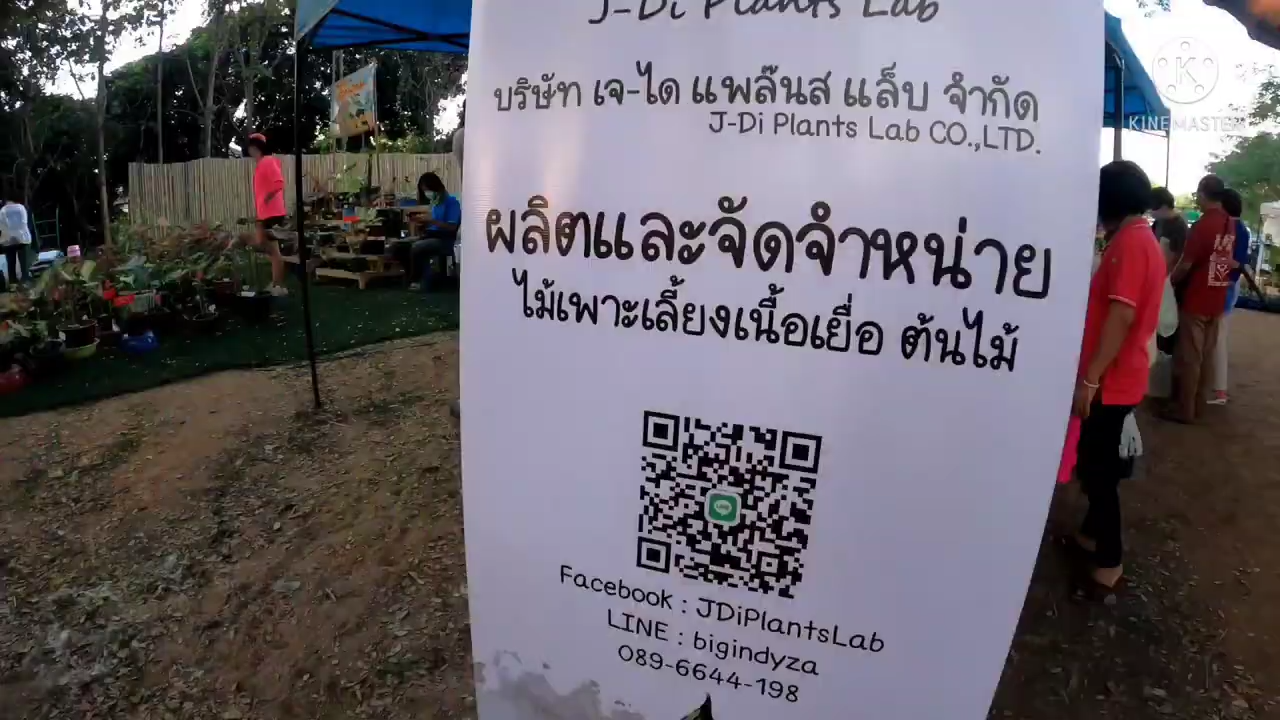 J-Di Plants Lab
บริษัท เจ-ได แพล๊นส แล็บ จำกัด
J-Di Plants Lab CO.,LTD.
ผลิตและจัดจำหน่าย
ไม้เพาะเลี้ยงเนื้อเยื่อ ต้นไม้
LINE
Facebook : JDiPlantsLab
LINE : bigindyza
089-6644-198
K
KINEMASTER